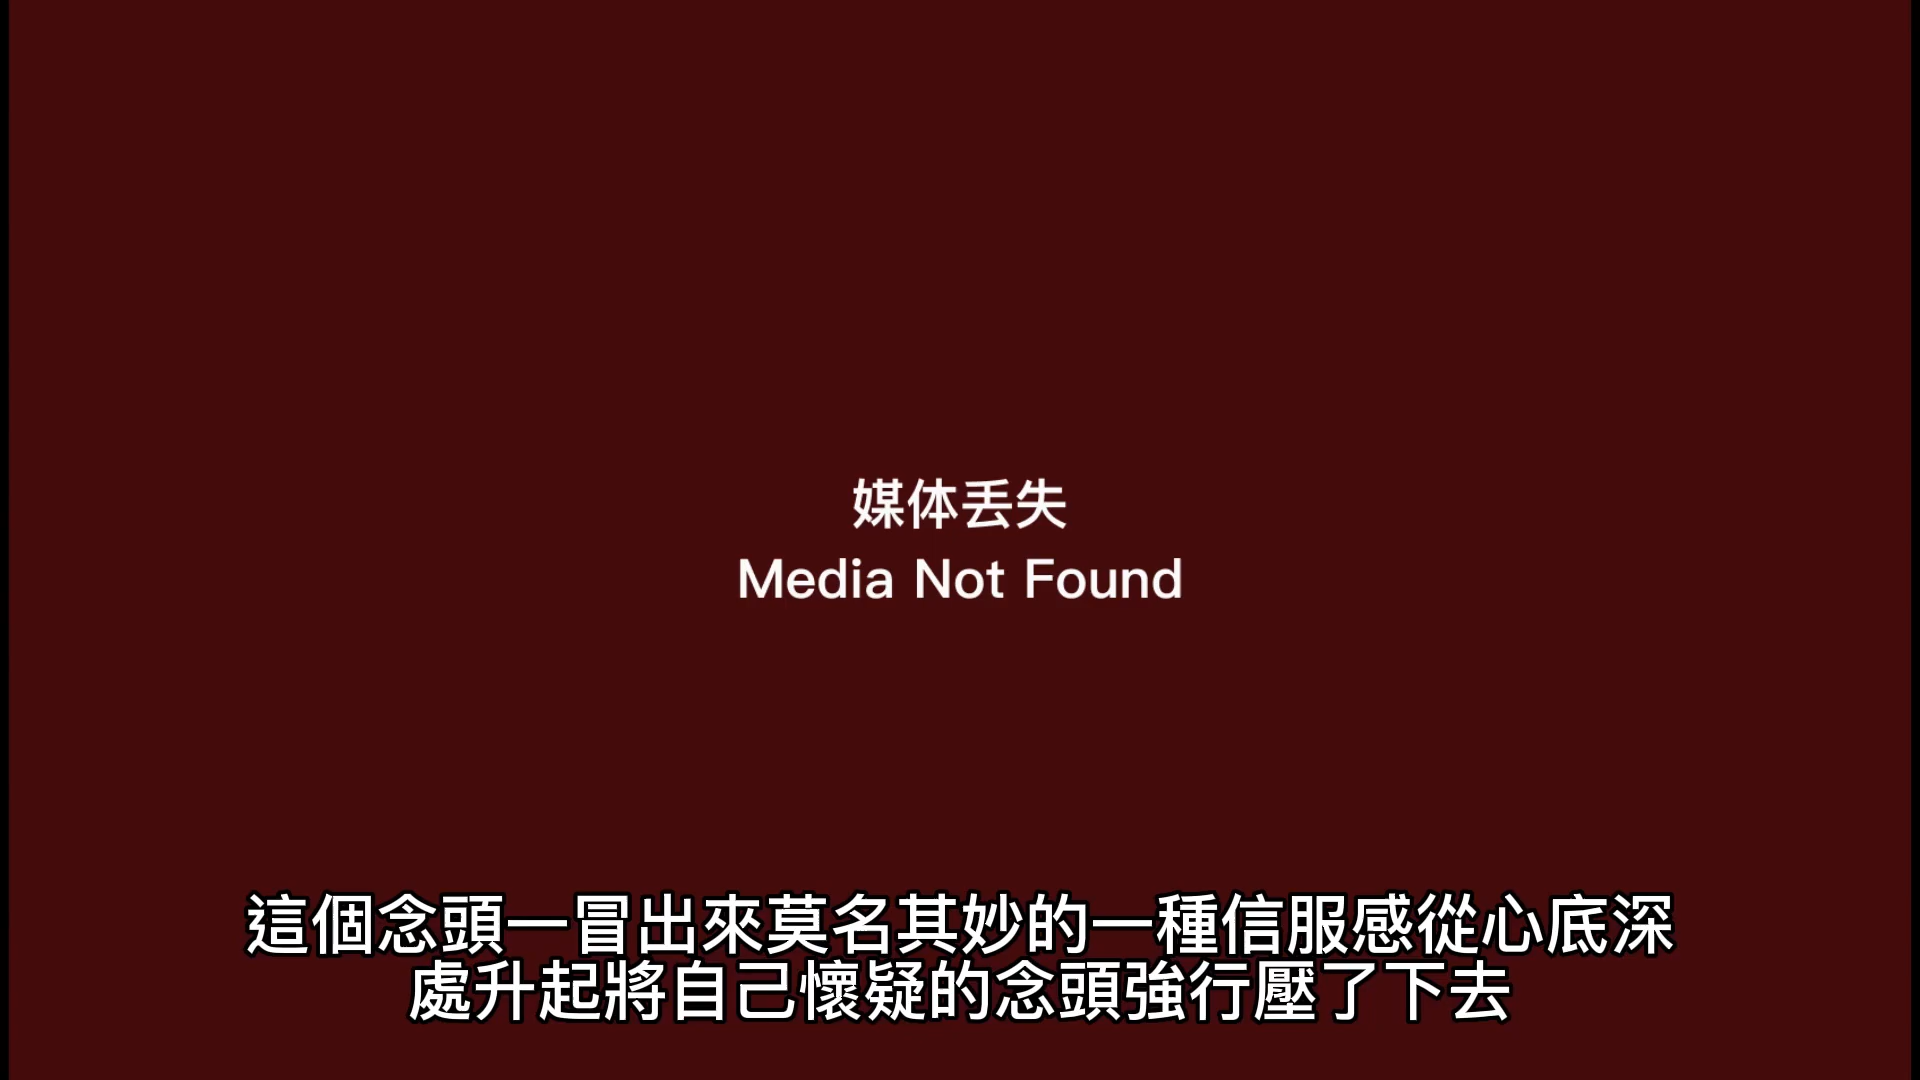 媒体丢失
Media Not Found
這個念頭一冒出來莫名其妙的一種信服感從心底深
處升起將自己懷疑的念頭強行壓了下去